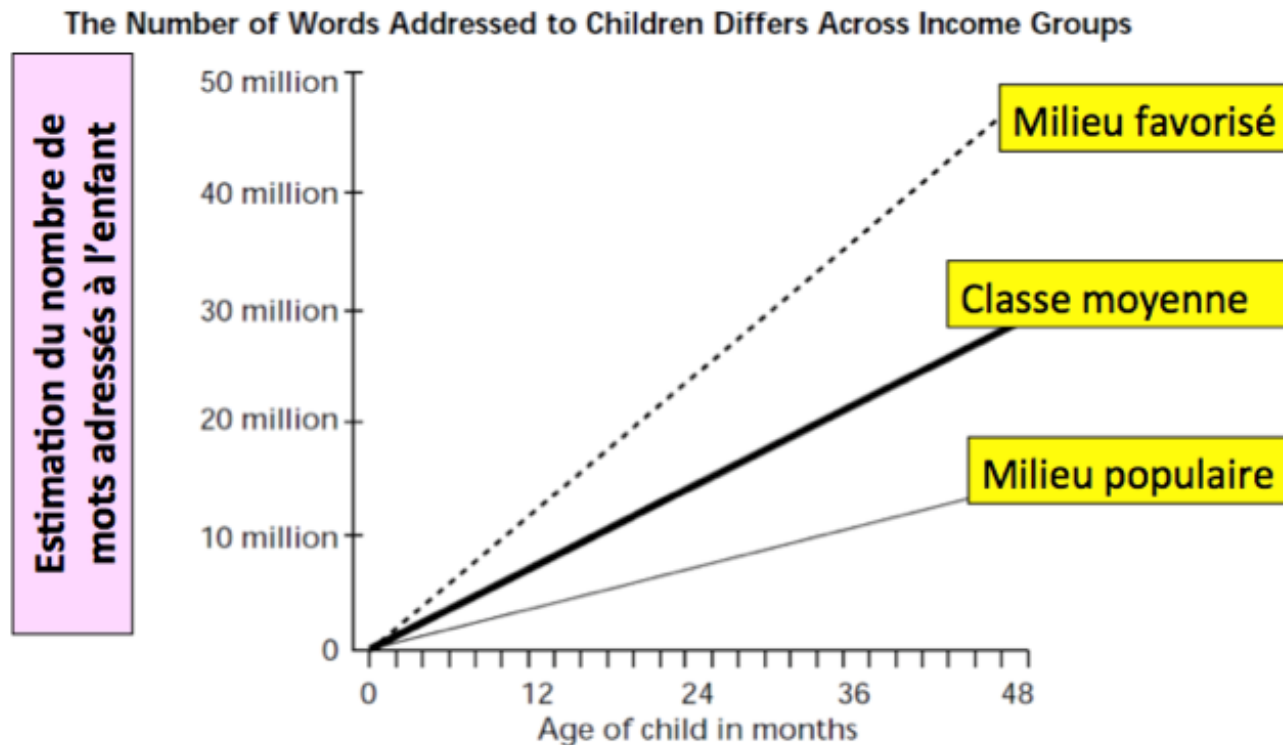 The Number of Words Addressed to Children Differs Across Income Groups
Estimation du nombre de
mots adressés à l'enfant
50 million
40 million
30 million
20 million
10 million
0
Milieu favorisé
Classe moyenne
Milieu populaire
0 12 24 36 48
Age of child in months